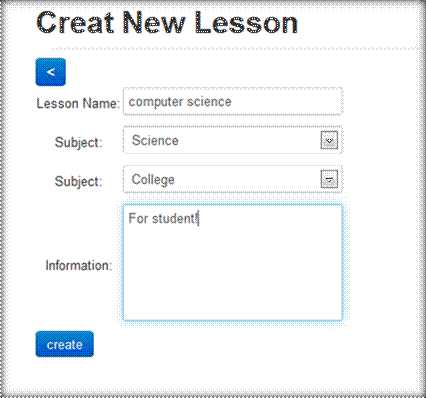 Creat New Lesson
<
Lesson Name: computer science
Subject: Science
Subject: College
For student!
Information:
create